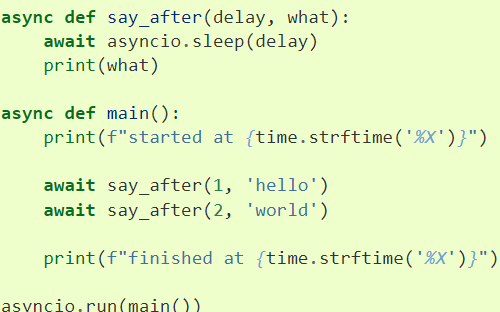 async def say_after(delay, what):
    await asyncio.sleep(delay)
    print(what)

async def main():
    print(f"started at {time.strftime('%X')}")

    await say_after(1, 'hello')
    await say_after(2, 'world')

    print(f"finished at {time.strftime('%X')}")

asyncio.run(main())